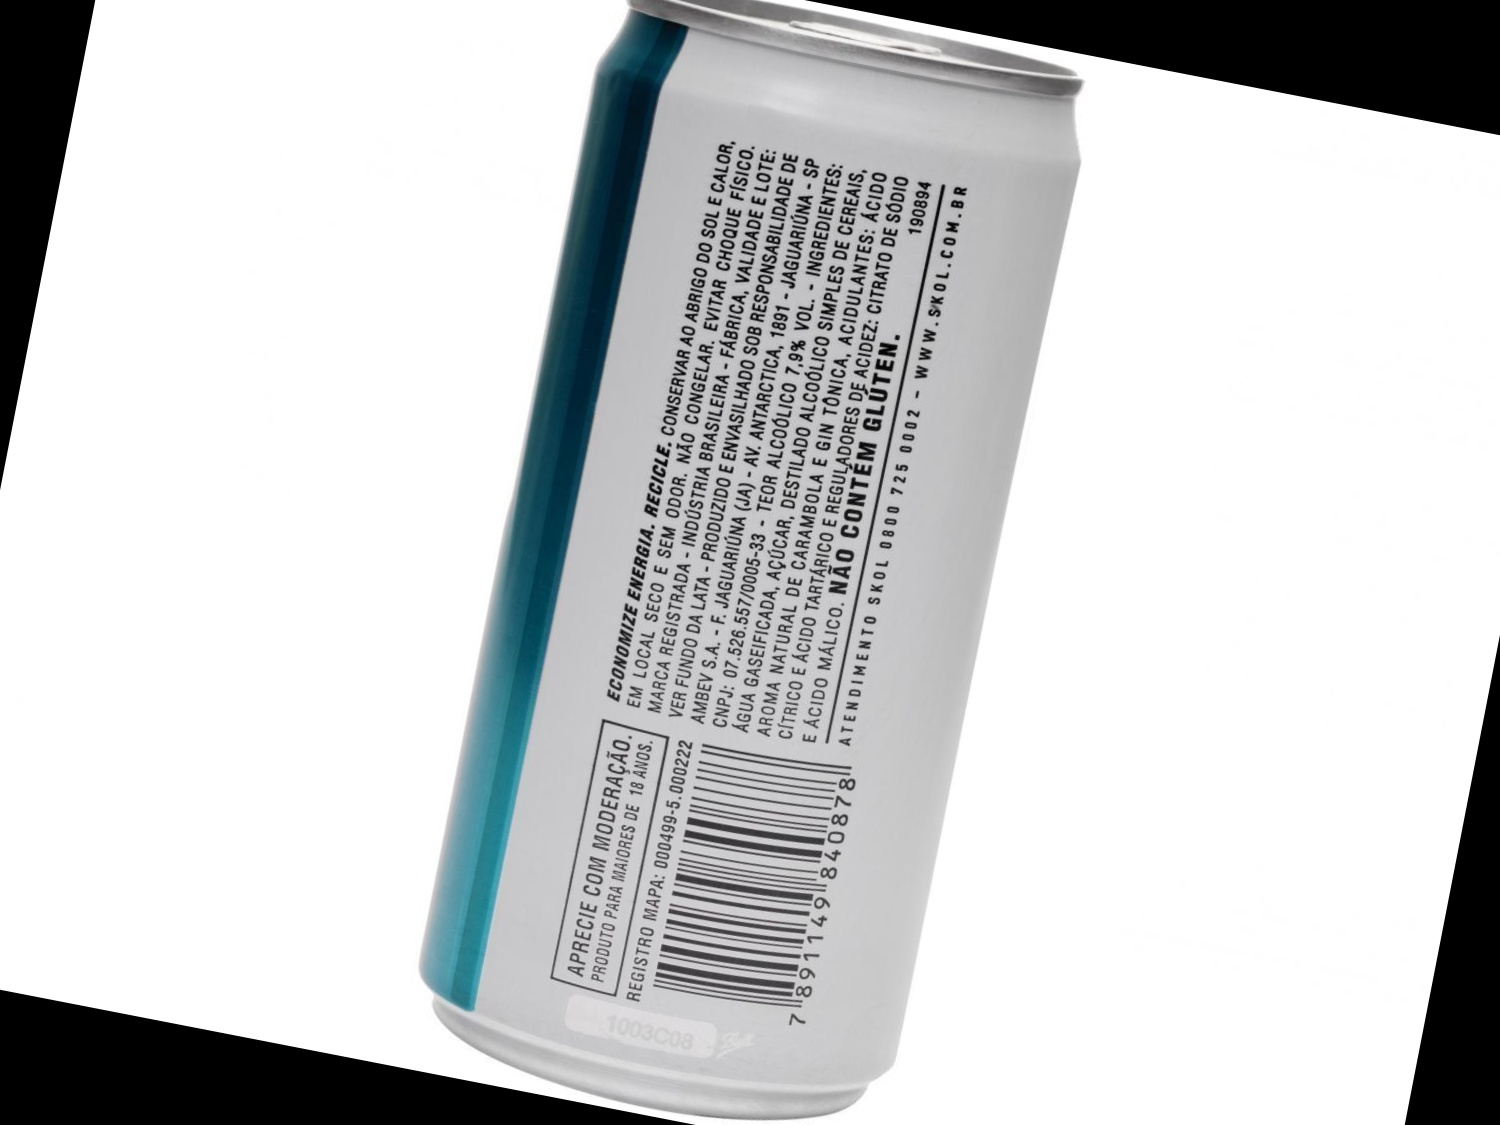 ECONOMIZE ENERGIA. RECICLE. CONSERVAR AO ABRIGO DO SOL E CALOR,
EM LOCAL SECO E SEM ODOR. NÃO CONGELAR. EVITAR CHOQUE FÍSICO.
MARCA REGISTRADA - INDÚSTRIA BRASILEIRA - FÁBRICA, VALIDADE E LOTE:
VER FUNDO DA LATA - PRODUZIDO E ENVASILHADO SOB RESPONSABILIDADE DE
AMBEV S.A. - F. JAGUARIÚNA (JA) - AV. ANTARCTICA, 1891 - JAGUARIÚNA - SP
CNPJ: 07.526.557/0005-33 - TEOR ALCOÓLICO 7,9% VOL. - INGREDIENTES:
ÁGUA GASEIFICADA, AÇÚCAR, DESTILADO ALCOÓLICO SIMPLES DE CEREAIS,
AROMA NATURAL DE CARAMBOLA E GIN TÔNICA, ACIDULANTES: ÁCIDO
CÍTRICO E ÁCIDO TARTÁRICO E REGULADORES DE ACIDEZ: CITRATO DE SÓDIO
E ÁCIDO MÁLICO. NÃO CONTÉM GLÚTEN. 190894
ATENDIMENTO SKOL 0800 725 0002 - WWW.SKOL.COM.BR
APRECIE COM MODERAÇÃO.
PRODUTO PARA MAIORES DE 18 ANOS.
REGISTRO MAPA: 000499-5.000222
7 891149 840878
1003C08